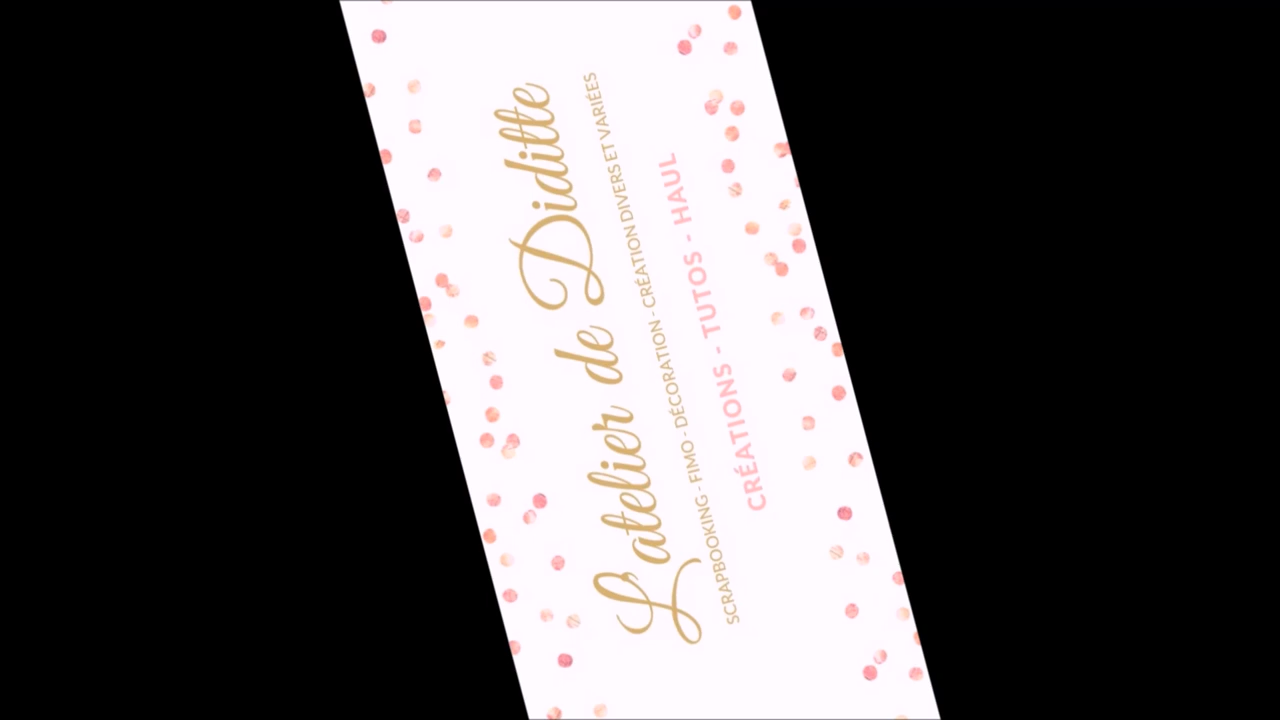 L'atelier de Diditte
SCRAPBOOKING - FIMO - DÉCORATION - CRÉATION DIVERS ET VARIÉES
CRÉATIONS - TUTOS - HAUL